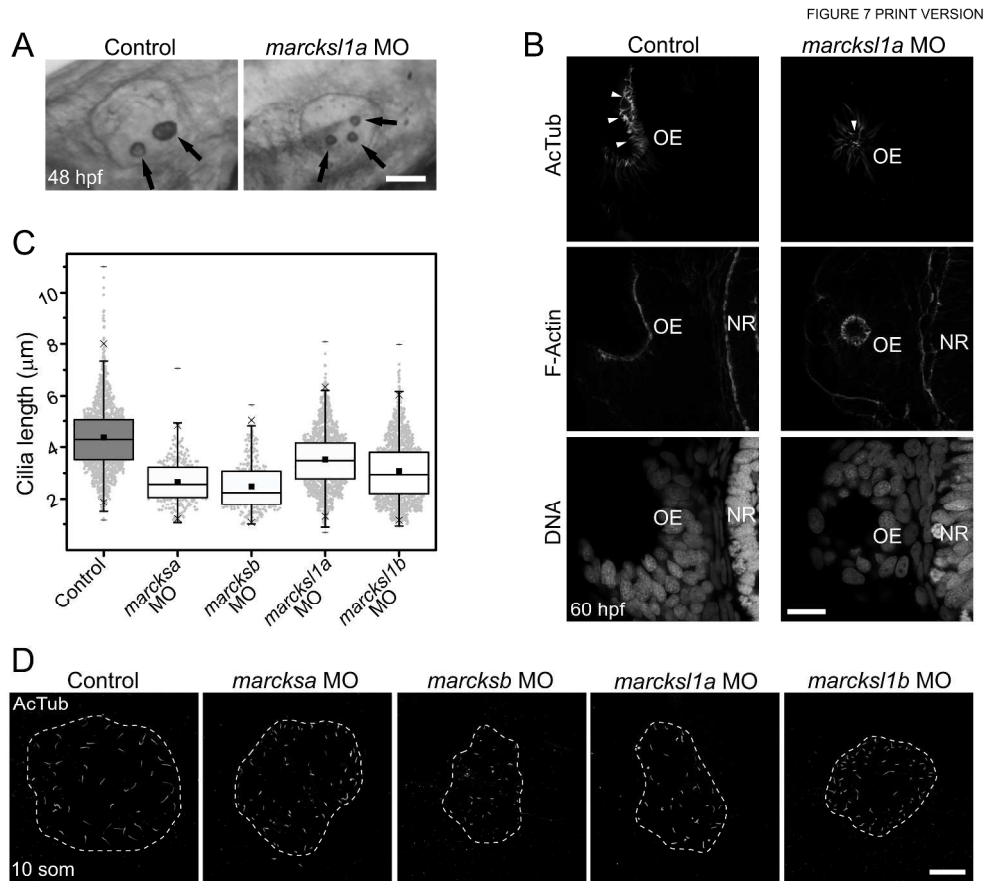 FIGURE 7 PRINT VERSION
A
Control
marcksl1a MO
48 hpf
B
Control
marcksl1a MO
AcTub
OE
OE
F-Actin
OE
NR
OE
NR
DNA
OE
NR
OE
NR
60 hpf
C
Cilia length (μm)
10
8
6
4
2
Control
marcksa MO
marcksb MO
marcksl1a MO
marcksl1b MO
D
Control
marcksa MO
marcksb MO
marcksl1a MO
marcksl1b MO
AcTub
10 som